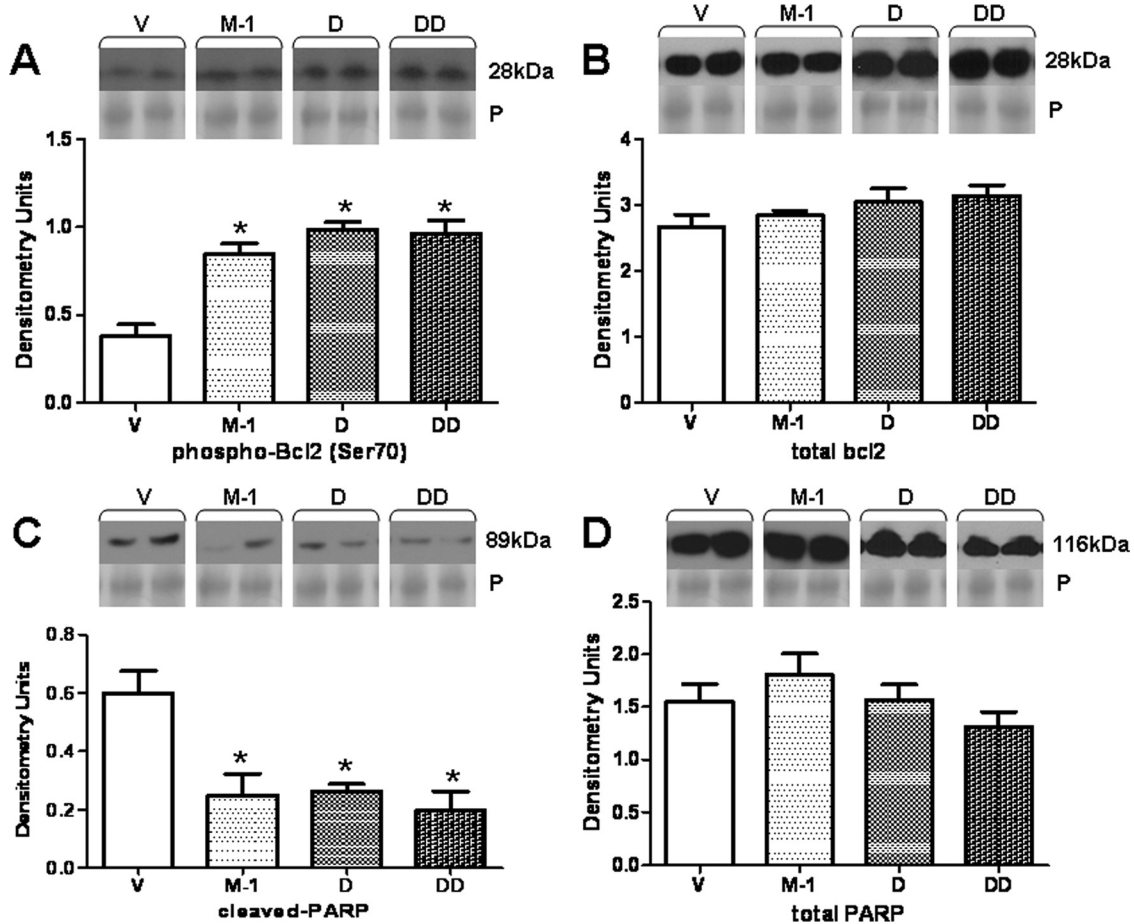 A
V M-1 D DD
28kDa
P
1.5
1.0
0.5
0.0
Densitometry Units
* * *
V M-1 D DD
phospho-Bcl2 (Ser70)
B
V M-1 D DD
28kDa
P
4
3
2
1
0
Densitometry Units
V M-1 D DD
total bcl2
C
V M-1 D DD
89kDa
P
0.8
0.6
0.4
0.2
0.0
Densitometry Units
* * *
V M-1 D DD
cleaved-PARP
D
V M-1 D DD
116kDa
P
2.5
2.0
1.5
1.0
0.5
0.0
Densitometry Units
V M-1 D DD
total PARP